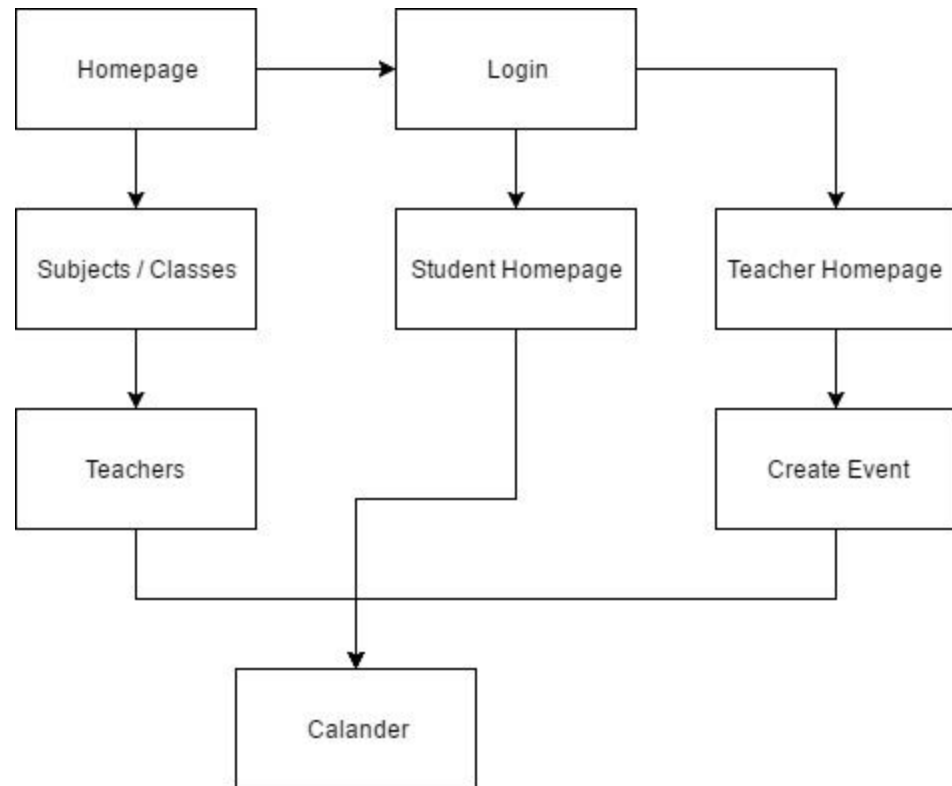 Homepage
Login
Subjects / Classes
Student Homepage
Teacher Homepage
Teachers
Create Event
Calander